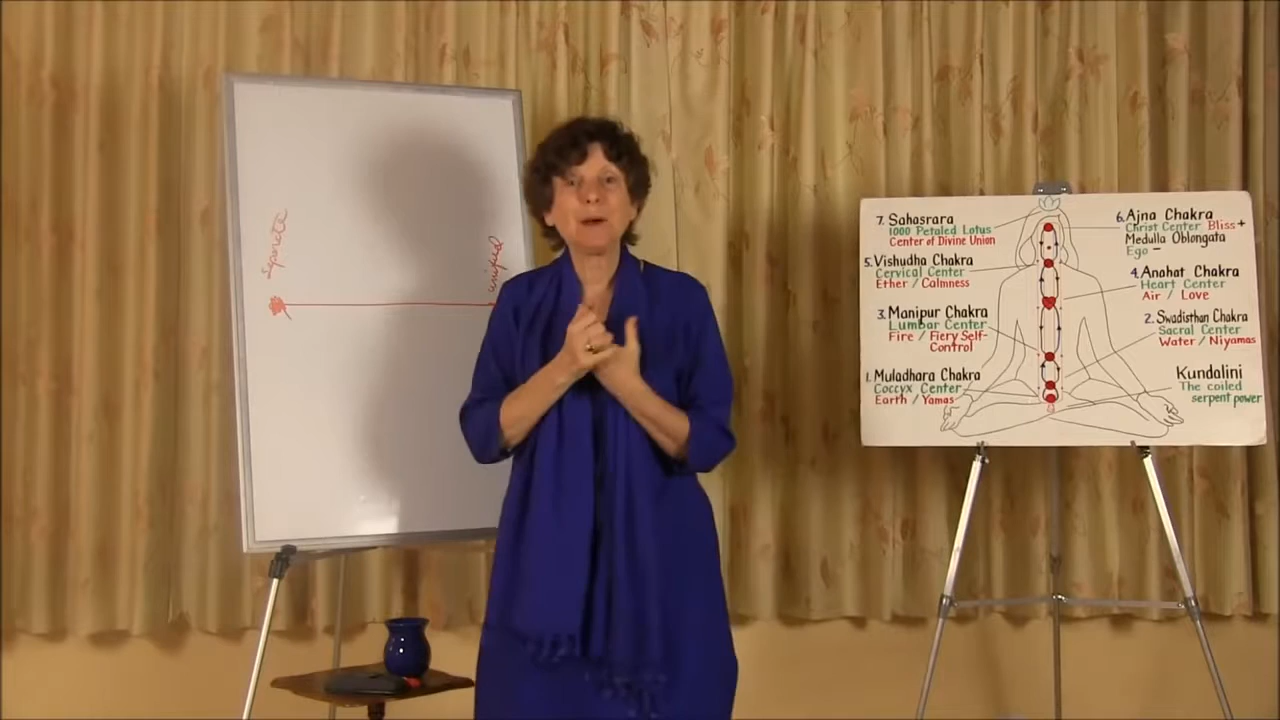 separate
unified
7. Sahasrara
1000 Petaled Lotus
Center of Divine Union
6. Ajna Chakra
Christ Center Bliss +
Medulla Oblongata
Ego -
5. Vishudha Chakra
Cervical Center
Ether / Calmness
4. Anahat Chakra
Heart Center
Air / Love
3. Manipur Chakra
Lumbar Center
Fire / Fiery Self-
Control
2. Swadisthan Chakra
Sacral Center
Water / Niyamas
1. Muladhara Chakra
Coccyx Center
Earth / Yamas
Kundalini
The coiled
serpent power